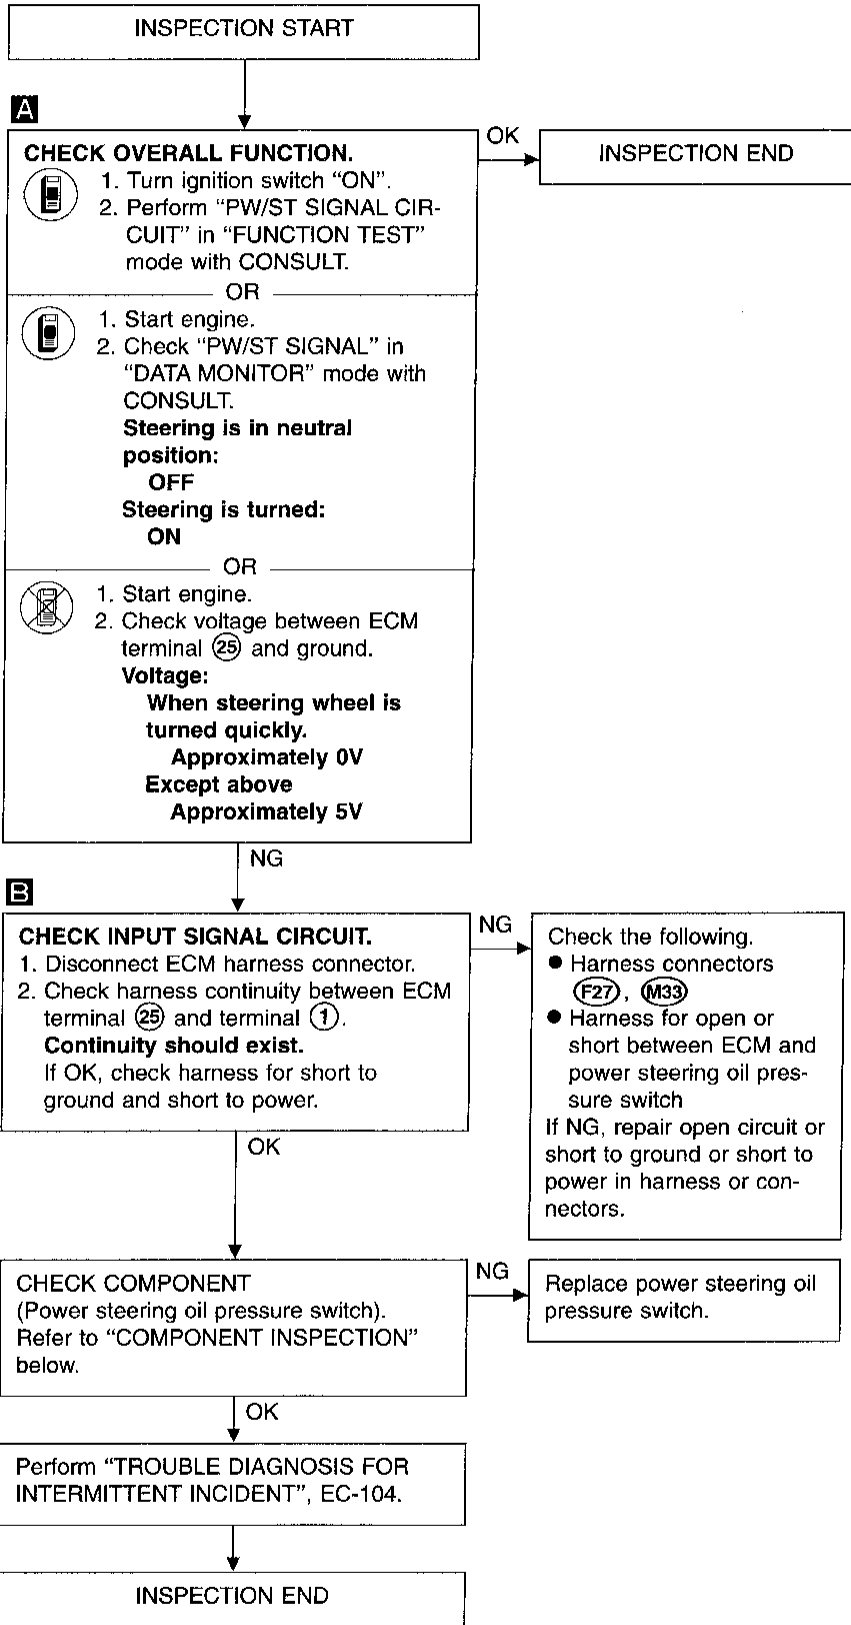 INSPECTION START
A
CHECK OVERALL FUNCTION.
1. Turn ignition switch “ON”.
2. Perform “PW/ST SIGNAL CIR-
CUIT” in “FUNCTION TEST”
mode with CONSULT.
OK
INSPECTION END
OR
1. Start engine.
2. Check “PW/ST SIGNAL” in
“DATA MONITOR” mode with
CONSULT.
Steering is in neutral
position:
OFF
Steering is turned:
ON
OR
1. Start engine.
2. Check voltage between ECM
terminal 25 and ground.
Voltage:
When steering wheel is
turned quickly.
Approximately 0V
Except above
Approximately 5V
NG
B
CHECK INPUT SIGNAL CIRCUIT.
1. Disconnect ECM harness connector.
2. Check harness continuity between ECM
terminal 25 and terminal 1.
Continuity should exist.
If OK, check harness for short to
ground and short to power.
NG
Check the following.
● Harness connectors
F27, M33
● Harness for open or
short between ECM and
power steering oil pres-
sure switch
If NG, repair open circuit or
short to ground or short to
power in harness or con-
nectors.
OK
CHECK COMPONENT
(Power steering oil pressure switch).
Refer to “COMPONENT INSPECTION”
below.
NG
Replace power steering oil
pressure switch.
OK
Perform “TROUBLE DIAGNOSIS FOR
INTERMITTENT INCIDENT”, EC-104.
INSPECTION END